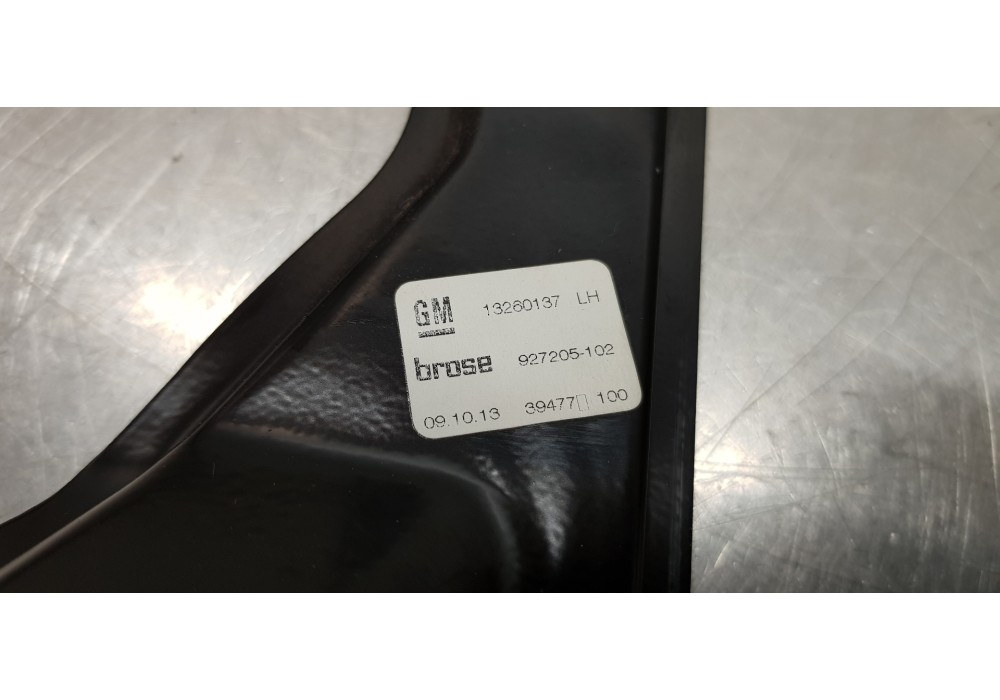 GM 13260137 LH
brose 927205-102
09.10.13 39477▯ 100